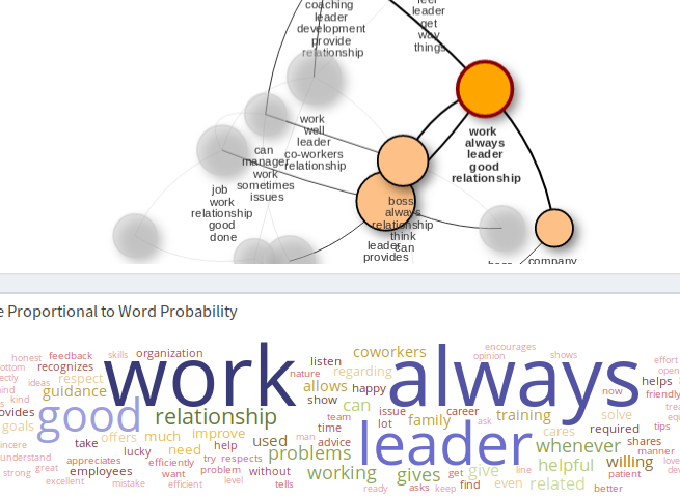 coaching
leader
development
provide
relationship
leader
get
way
things
work
well
leader
co-workers
relationship
can
manager
work
sometimes
issues
job
work
relationship
good
done
work
always
leader
good
relationship
boss
always
relationship
think
can
leader
provides
company
e Proportional to Word Probability
honest feedback skills organization
recognizes
ideas respect
guidance
kind
work
always
good
relationship
goals
take offers much improve used
lucky need help
understand appreciates
strong great employees efficiently try respects
problem without
want
excellent mistake efficient level tells
listen coworkers
nature regarding
allows happy
show can
team issue career
time lot family ask
man advice
problems leader
working gives get give line
ready asks keep find even related
encourages
opinion shows
effort
open
now helps
friendly
training solve
cares required tips
whenever shares
manner
helpful willing love
patient
better